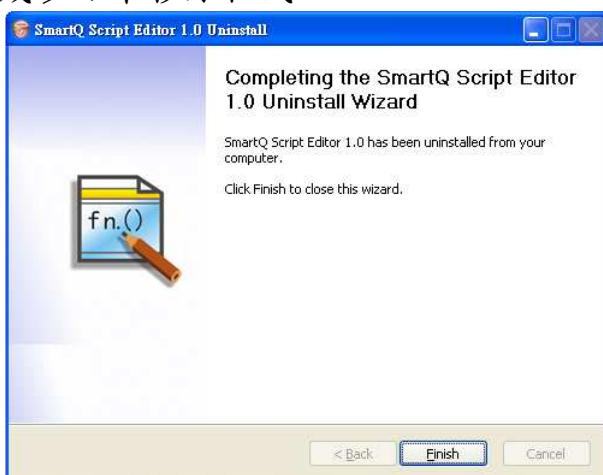 SmartQ Script Editor 1.0 Uninstall
Completing the SmartQ Script Editor
1.0 Uninstall Wizard
SmartQ Script Editor 1.0 has been uninstalled from your
computer.
Click Finish to close this wizard.
fn.()
< Back Finish Cancel